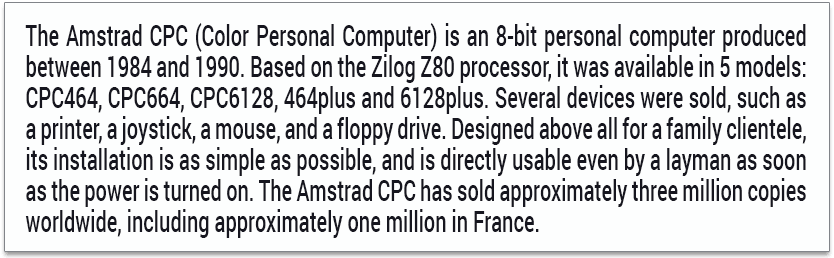 The Amstrad CPC (Color Personal Computer) is an 8-bit personal computer produced
between 1984 and 1990. Based on the Zilog Z80 processor, it was available in 5 models:
CPC464, CPC664, CPC6128, 464plus and 6128plus. Several devices were sold, such as
a printer, a joystick, a mouse, and a floppy drive. Designed above all for a family clientele,
its installation is as simple as possible, and is directly usable even by a layman as soon
as the power is turned on. The Amstrad CPC has sold approximately three million copies
worldwide, including approximately one million in France.